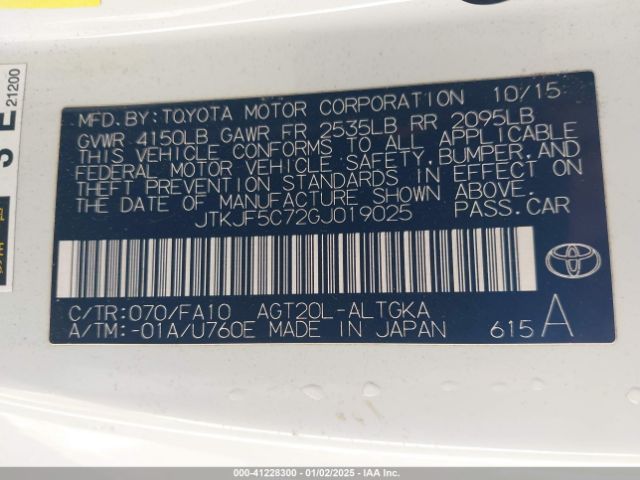 MFD.BY:TOYOTA MOTOR CORPORATION 10/15
GVWR 4150LB GAWR FR 2535LB RR 2095LB
THIS VEHICLE CONFORMS TO ALL APPLICABLE
FEDERAL MOTOR VEHICLE SAFETY,BUMPER,AND
THEFT PREVENTION STANDARDS IN EFFECT ON
THE DATE OF MANUFACTURE SHOWN ABOVE.
JTKJF5C72GJ019025 PASS.CAR
C/TR:070/FA10 AGT20L-ALTGKA
A/TM:-01A/U760E MADE IN JAPAN 615A
TOYOTA
21200
000-41228300 - 01/02/2025 - IAA Inc.